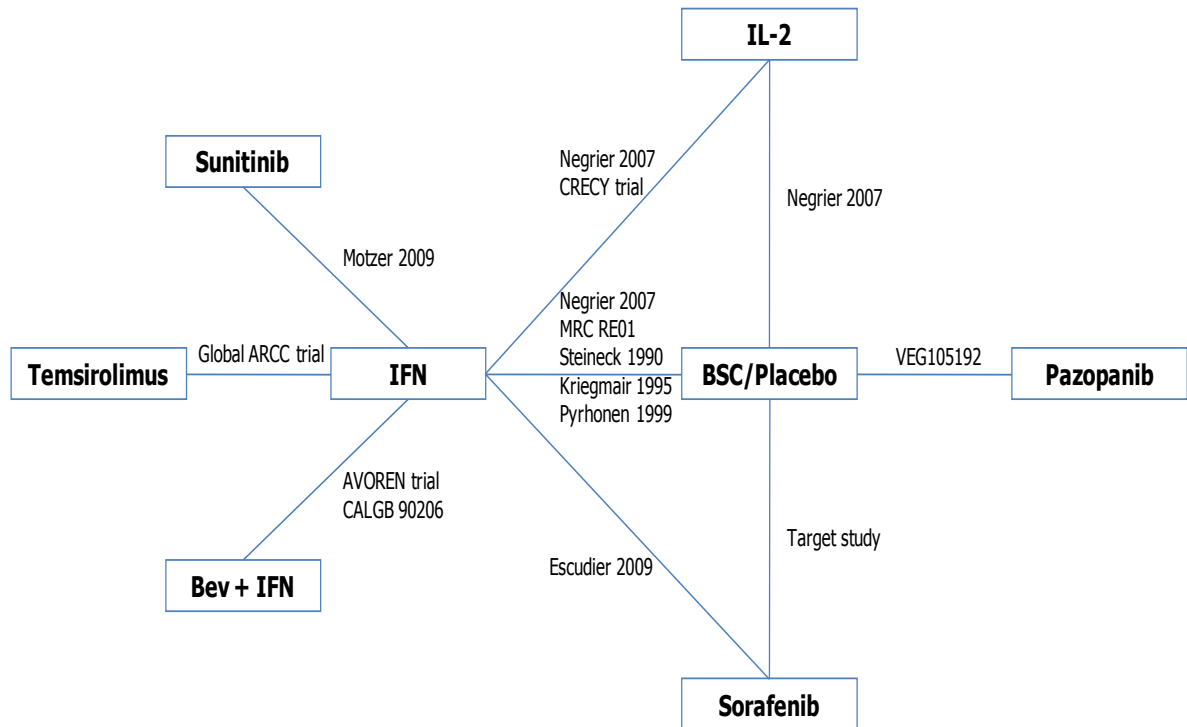 IL-2
Sunitinib
Negrier 2007
CRECY trial
Negrier 2007
Motzer 2009
Negrier 2007
MRC RE01
Steineck 1990
Kriegmair 1995
Pyrhonen 1999
Global ARCC trial
VEG105192
Temsirolimus
IFN
BSC/Placebo
Pazopanib
AVOREN trial
CALGB 90206
Target study
Escudier 2009
Bev + IFN
Sorafenib